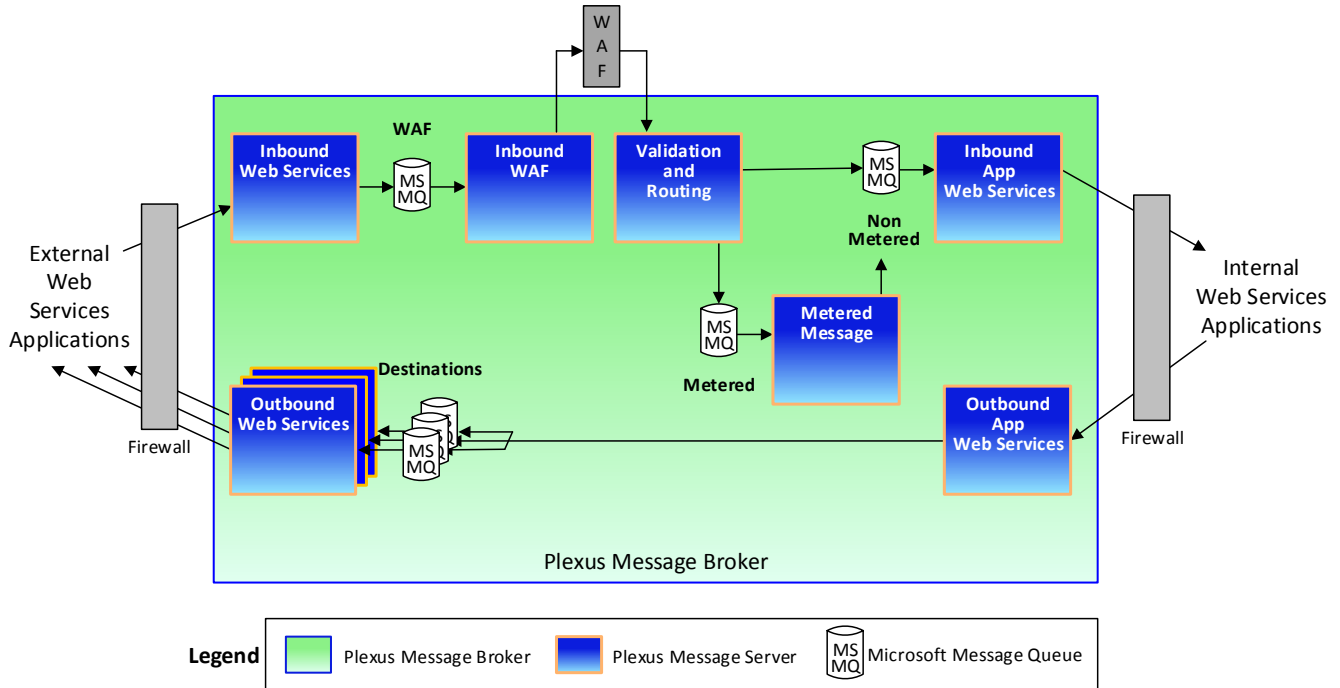 W
A
F
WAF
Inbound
Web Services
MS
MQ
Inbound
WAF
Validation
and
Routing
MS
MQ
Inbound
App
Web Services
Non
Metered
External
Web
Services
Applications
Internal
Web Services
Applications
MS
MQ
Metered
Message
Metered
Destinations
Outbound
Web Services
MS
MQ
Outbound
App
Web Services
Firewall
Firewall
Plexus Message Broker
Legend
Plexus Message Broker
Plexus Message Server
MS
MQ
Microsoft Message Queue